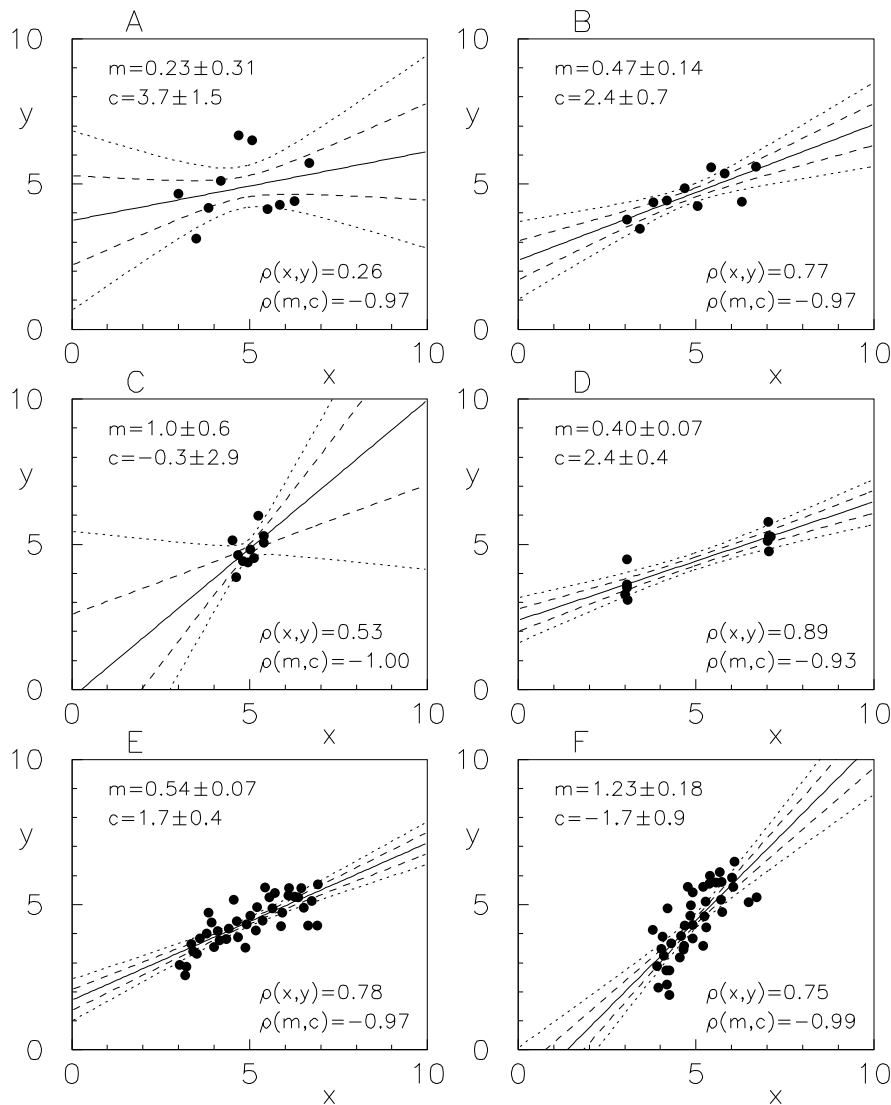 A
10
m=0.23±0.31
c=3.7±1.5
y
5
ρ(x,y)=0.26
ρ(m,c)=−0.97
0
0 5 10
x
B
10
m=0.47±0.14
c=2.4±0.7
y
5
ρ(x,y)=0.77
ρ(m,c)=−0.97
0
0 5 10
x
C
10
m=1.0±0.6
c=−0.3±2.9
y
5
ρ(x,y)=0.53
ρ(m,c)=−1.00
0
0 5 10
x
D
10
m=0.40±0.07
c=2.4±0.4
y
5
ρ(x,y)=0.89
ρ(m,c)=−0.93
0
0 5 10
x
E
10
m=0.54±0.07
c=1.7±0.4
y
5
ρ(x,y)=0.78
ρ(m,c)=−0.97
0
0 5 10
x
F
10
m=1.23±0.18
c=−1.7±0.9
y
5
ρ(x,y)=0.75
ρ(m,c)=−0.99
0
0 5 10
x